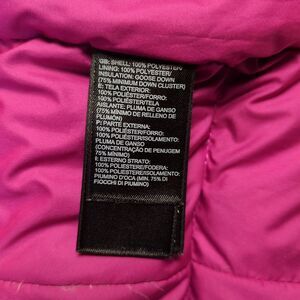 GB: SHELL: 100% POLYESTER/
LINING: 100% POLYESTER/
INSULATION: GOOSE DOWN
(75% MINIMUM DOWN CLUSTER)
E: TELA EXTERIOR:
100% POLIÉSTER/FORRO:
100% POLIÉSTER/TELA
AISLANTE: PLUMA DE GANSO
(75% MÍNIMO DE RELLENO DE
PLUMÓN)
P: PARTE EXTERNA:
100% POLIÉSTER/FORRO:
100% POLIÉSTER/ISOLAMENTO:
PLUMA DE GANSO
(CONCENTRAÇÃO DE PENUGEM
75% MÍNIMO)
I: ESTERNO STRATO:
100% POLIESTERE/FODERA:
100% POLIESTERE/ISOLAMENTO:
PIUMINO D'OCA (MIN. 75% DI
FIOCCHI DI PIUMINO)